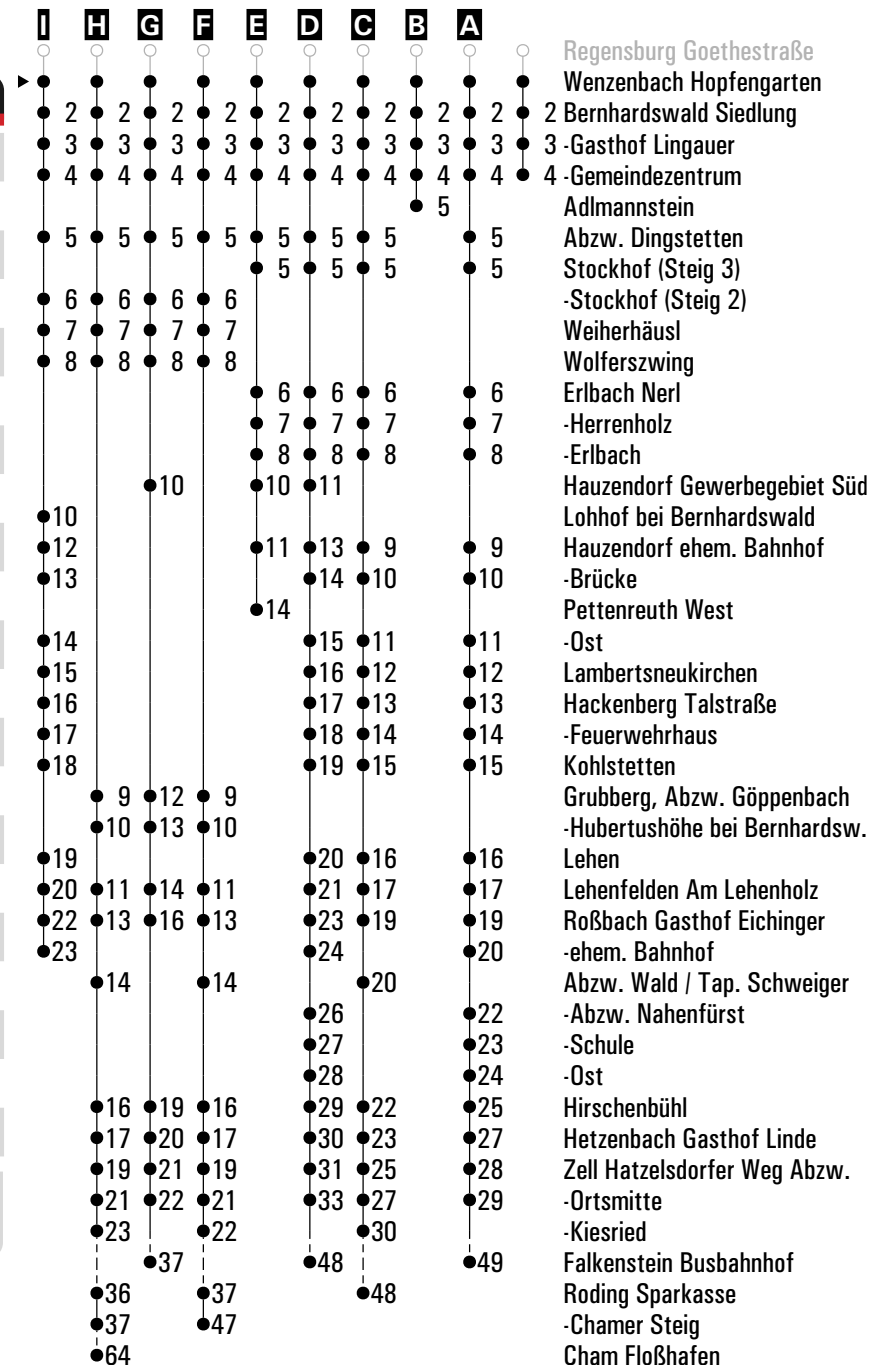 I H G F E D C B A
Regensburg Goethestraße
Wenzenbach Hopfengarten
2 2 2 2 2 2 2 2 2 2 Bernhardswald Siedlung
3 3 3 3 3 3 3 3 3 3 -Gasthof Lingauer
4 4 4 4 4 4 4 4 4 4 -Gemeindezentrum
5 Adlmannstein
5 5 5 5 5 5 5 5 Abzw. Dingstetten
5 5 5 5 Stockhof (Steig 3)
6 6 6 6 -Stockhof (Steig 2)
7 7 7 7 Weiherhäusl
8 8 8 8 Wolferszwing
6 6 6 6 Erlbach Nerl
7 7 7 7 -Herrenholz
8 8 8 8 -Erlbach
10 10 11 Hauzendorf Gewerbegebiet Süd
10 Lohhof bei Bernhardswald
12 11 13 9 9 Hauzendorf ehem. Bahnhof
13 14 10 10 -Brücke
14 Pettenreuth West
14 15 11 11 -Ost
15 16 12 12 Lambertsneukirchen
16 17 13 13 Hackenberg Talstraße
17 18 14 14 -Feuerwehrhaus
18 19 15 15 Kohlstetten
9 12 9 Grubberg, Abzw. Göppenbach
10 13 10 -Hubertushöhe bei Bernhardsw.
19 20 16 16 Lehen
20 11 14 11 21 17 17 Lehenfelden Am Lehenholz
22 13 16 13 23 19 19 Roßbach Gasthof Eichinger
23 24 20 -ehem. Bahnhof
14 14 20 Abzw. Wald / Tap. Schweiger
26 22 -Abzw. Nahenfürst
27 23 -Schule
28 24 -Ost
16 19 16 29 22 25 Hirschenbühl
17 20 17 30 23 27 Hetzenbach Gasthof Linde
19 21 19 31 25 28 Zell Hatzelsdorfer Weg Abzw.
21 22 21 33 27 29 -Ortsmitte
23 22 30 -Kiesried
37 48 49 Falkenstein Busbahnhof
36 37 48 Roding Sparkasse
37 47 -Chamer Steig
64 Cham Floßhafen